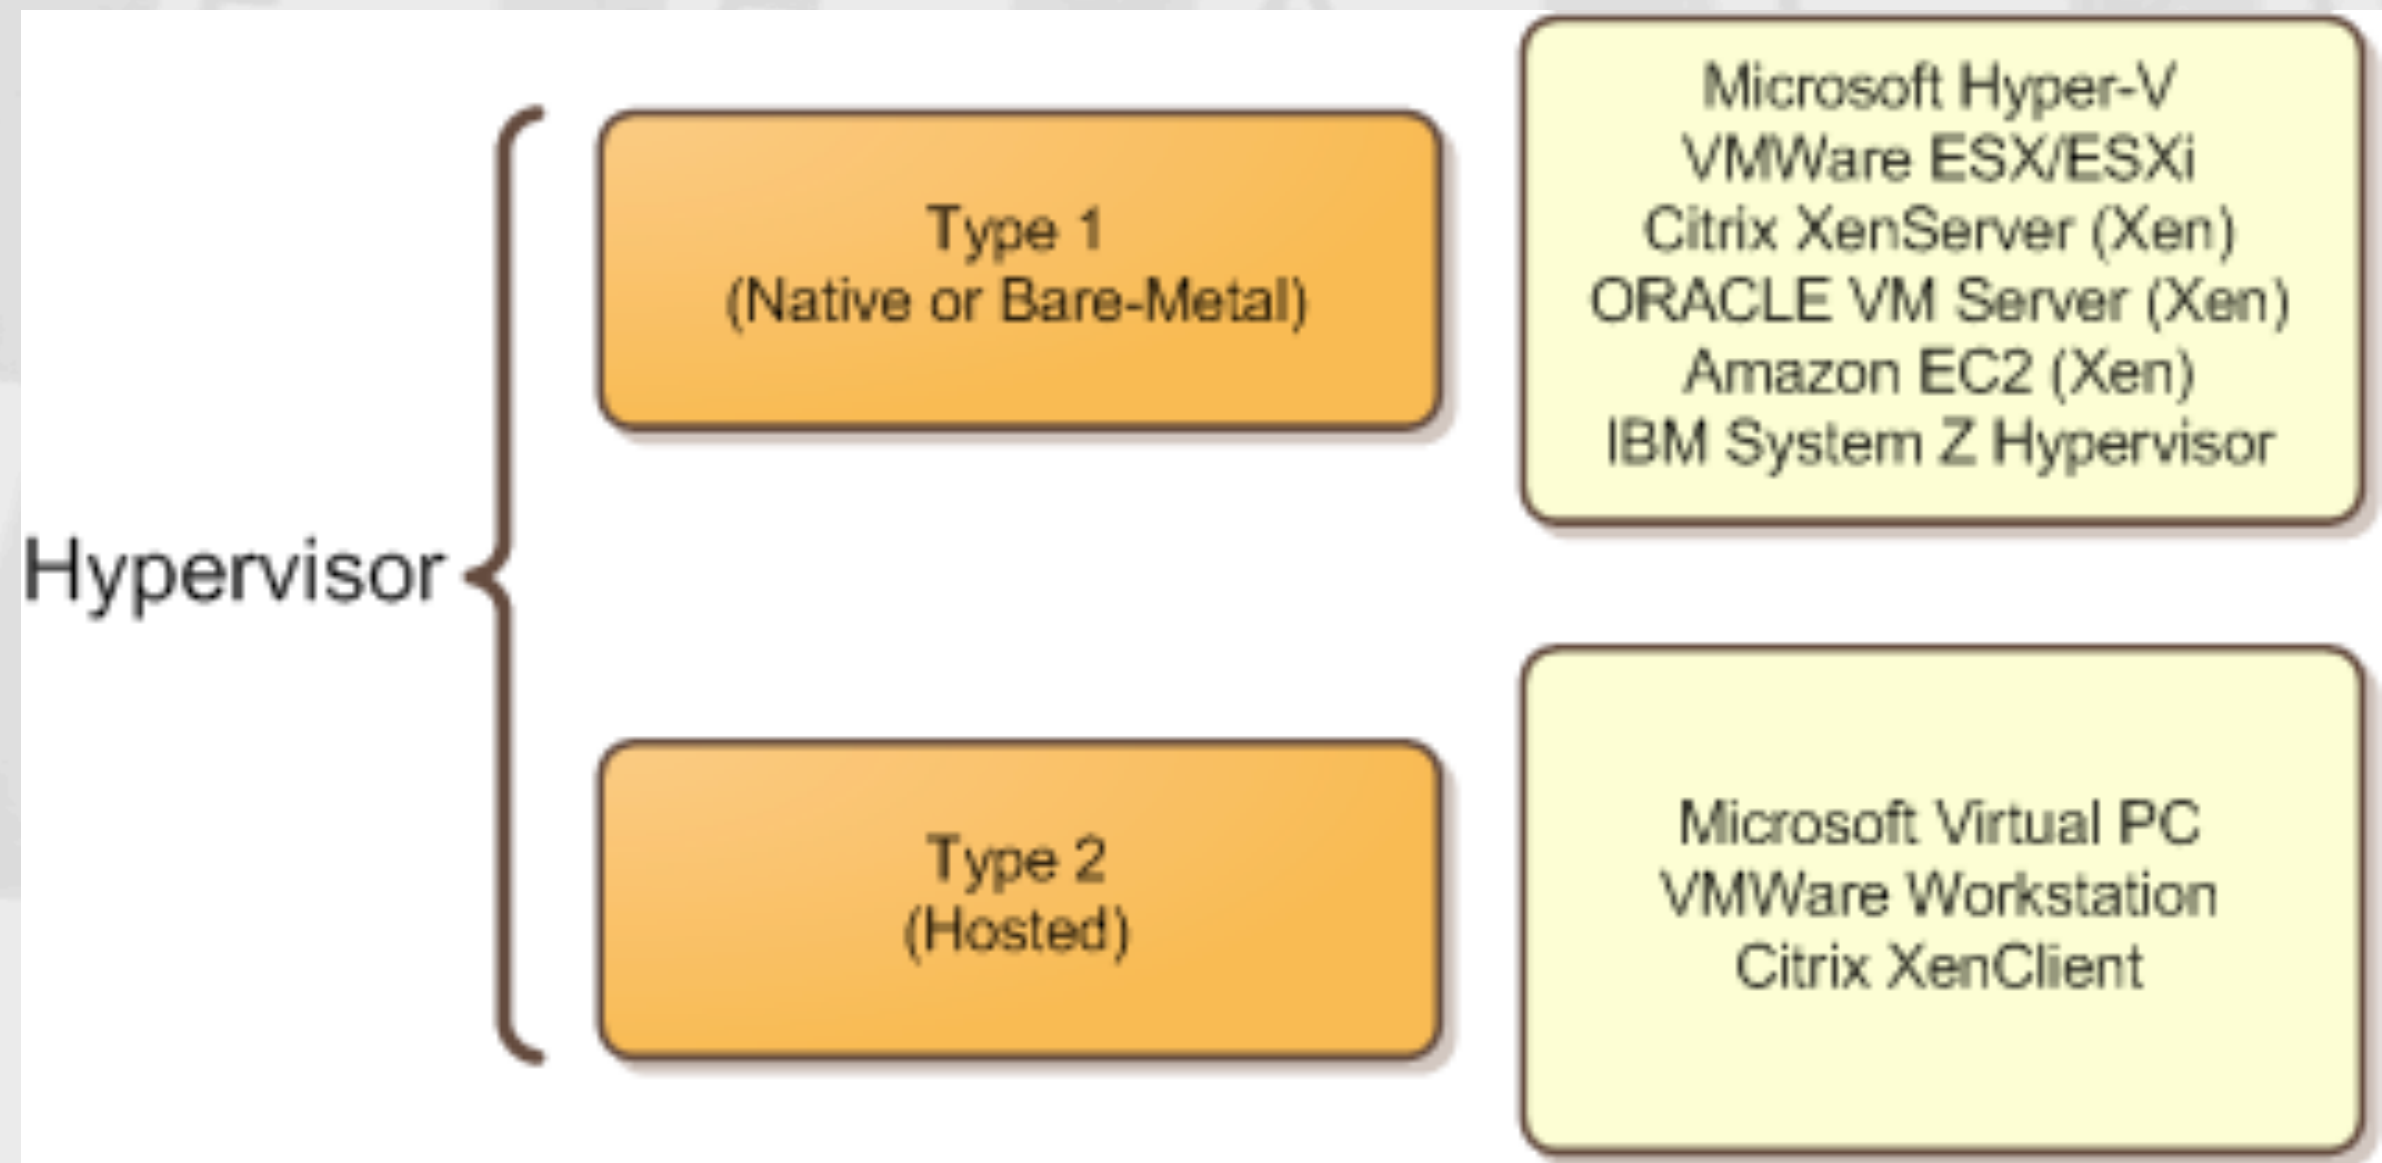 Hypervisor
Type 1
(Native or Bare-Metal)
Microsoft Hyper-V
VMWare ESX/ESXi
Citrix XenServer (Xen)
ORACLE VM Server (Xen)
Amazon EC2 (Xen)
IBM System Z Hypervisor
Type 2
(Hosted)
Microsoft Virtual PC
VMWare Workstation
Citrix XenClient